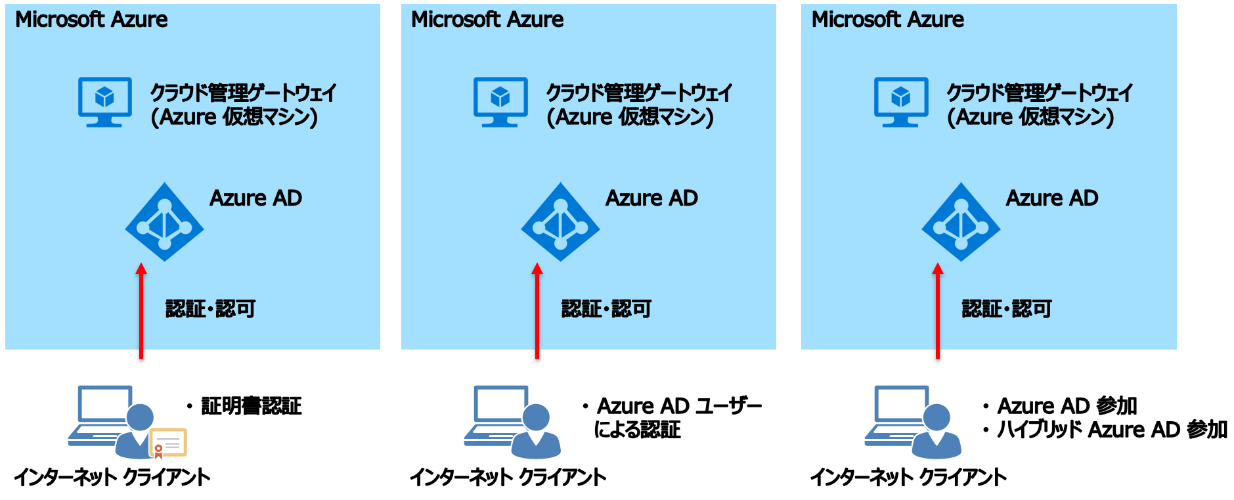 Microsoft Azure
クラウド管理ゲートウェイ
(Azure 仮想マシン)
Azure AD
認証・認可
・ 証明書認証
インターネット クライアント
Microsoft Azure
クラウド管理ゲートウェイ
(Azure 仮想マシン)
Azure AD
認証・認可
・ Azure AD ユーザー
による認証
インターネット クライアント
Microsoft Azure
クラウド管理ゲートウェイ
(Azure 仮想マシン)
Azure AD
認証・認可
・ Azure AD 参加
・ ハイブリッド Azure AD 参加
インターネット クライアント